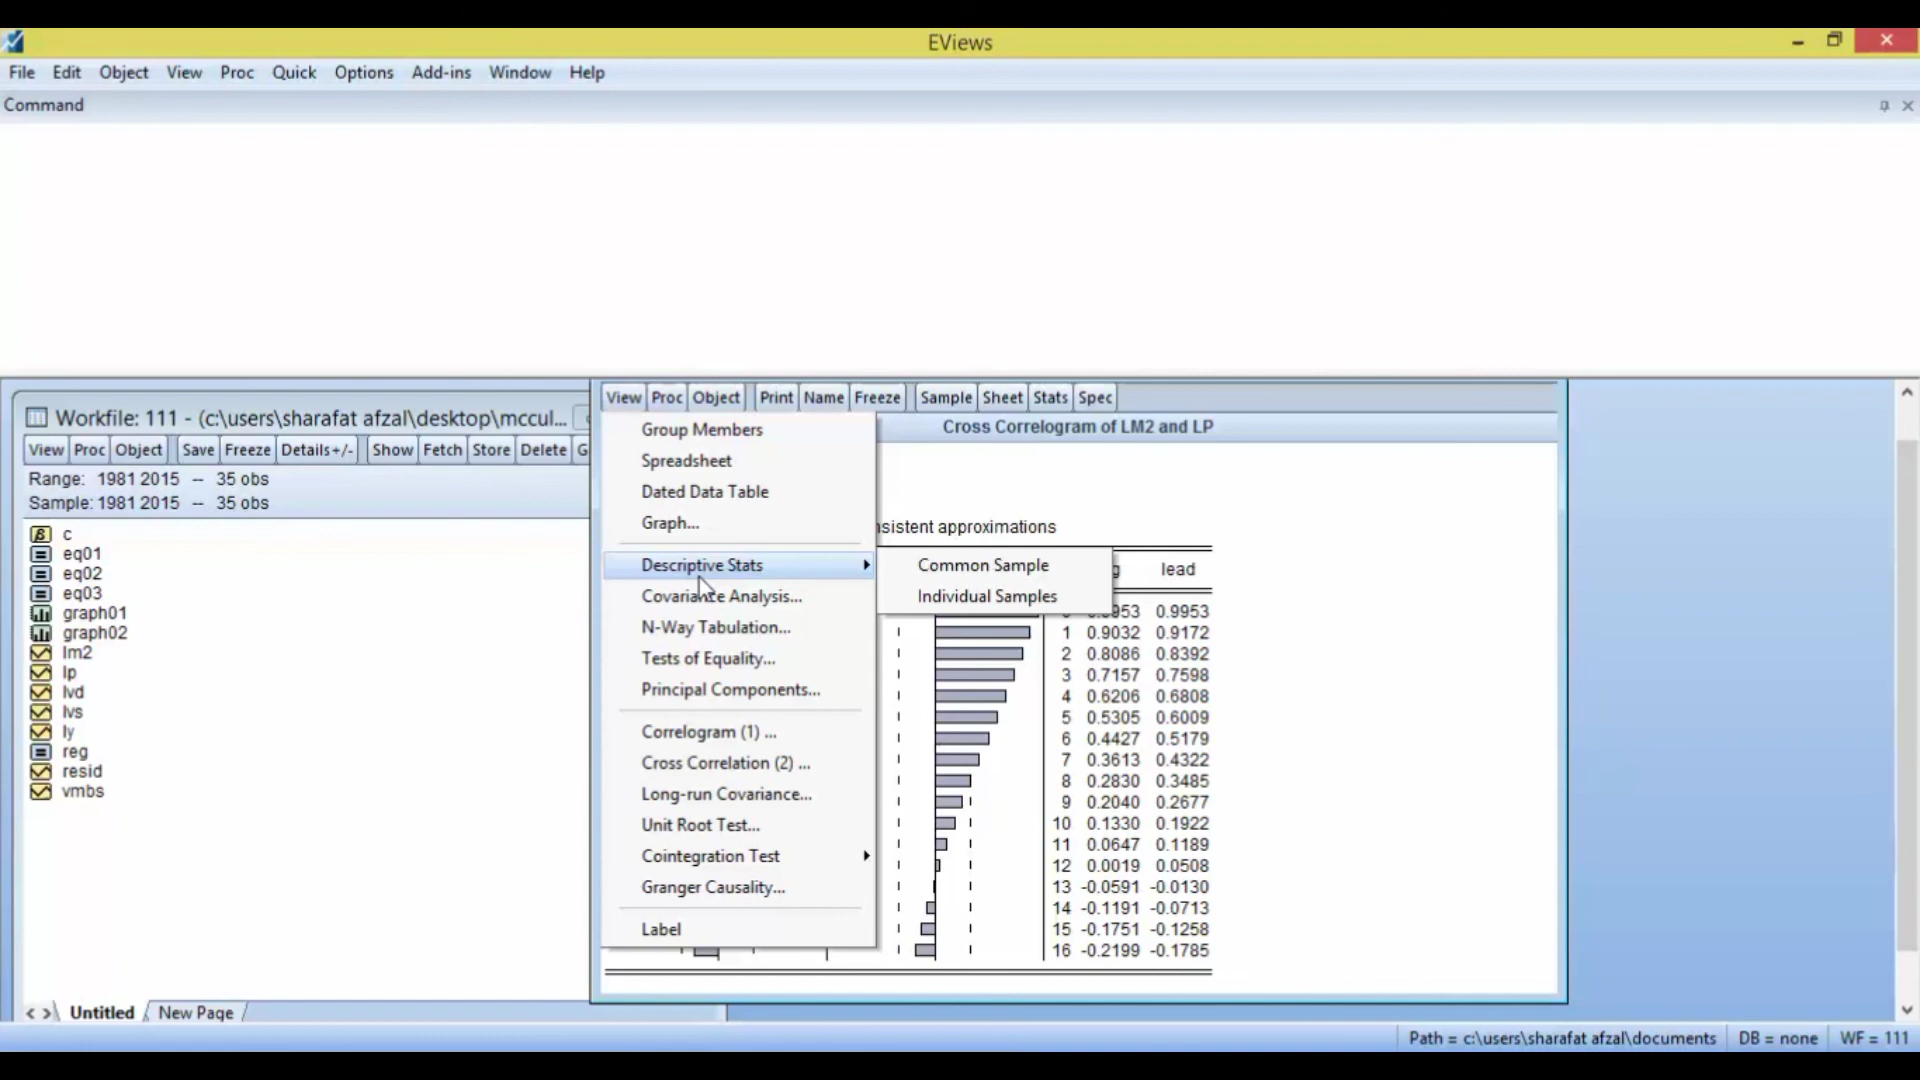 EViews
File Edit Object View Proc Quick Options Add-ins Window Help
Command
Workfile: 111 - (c:\users\sharafat afzal\desktop\mccul...
View Proc Object Save Freeze Details+/- Show Fetch Store Delete G
Range: 1981 2015 -- 35 obs
Sample: 1981 2015 -- 35 obs
c
eq01
eq02
eq03
graph01
graph02
lm2
lp
lvd
lvs
ly
reg
resid
vmbs
Untitled New Page
View Proc Object Print Name Freeze Sample Sheet Stats Spec
Cross Correlogram of LM2 and LP
Group Members
Spreadsheet
Dated Data Table
Graph...
Descriptive Stats
Covariance Analysis...
N-Way Tabulation...
Tests of Equality...
Principal Components...
Correlogram (1) ...
Cross Correlation (2) ...
Long-run Covariance...
Unit Root Test...
Cointegration Test
Granger Causality...
Label
Common Sample
Individual Samples
nsistent approximations
g lead
0.9953
1 0.9032 0.9172
2 0.8086 0.8392
3 0.7157 0.7598
4 0.6206 0.6808
5 0.5305 0.6009
6 0.4427 0.5179
7 0.3613 0.4322
8 0.2830 0.3485
9 0.2040 0.2677
10 0.1330 0.1922
11 0.0647 0.1189
12 0.0019 0.0508
13 -0.0591 -0.0130
14 -0.1191 -0.0713
15 -0.1751 -0.1258
16 -0.2199 -0.1785
Path = c:\users\sharafat afzal\documents DB = none WF = 111